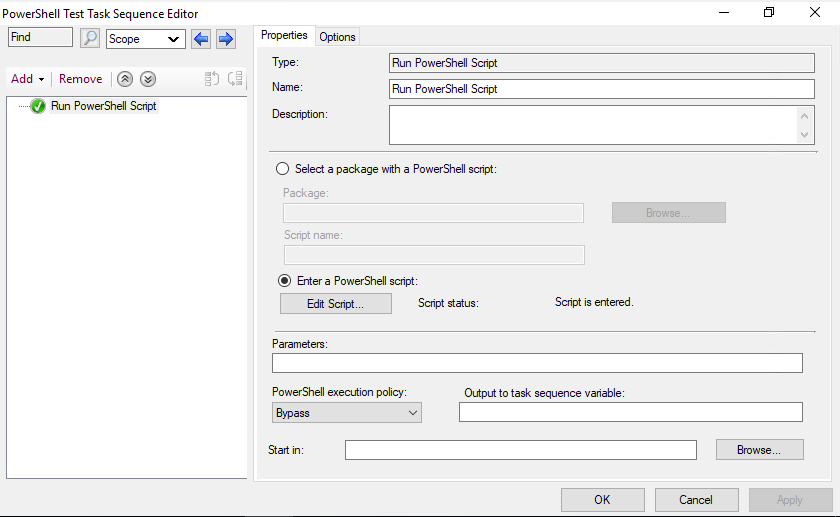 PowerShell Test Task Sequence Editor
Find
Scope
Add
Remove
Run PowerShell Script
Properties
Options
Type:
Run PowerShell Script
Name:
Run PowerShell Script
Description:
Select a package with a PowerShell script:
Package:
Browse...
Script name:
Enter a PowerShell script:
Edit Script...
Script status:
Script is entered.
Parameters:
PowerShell execution policy:
Output to task sequence variable:
Bypass
Start in:
Browse...
OK
Cancel
Apply